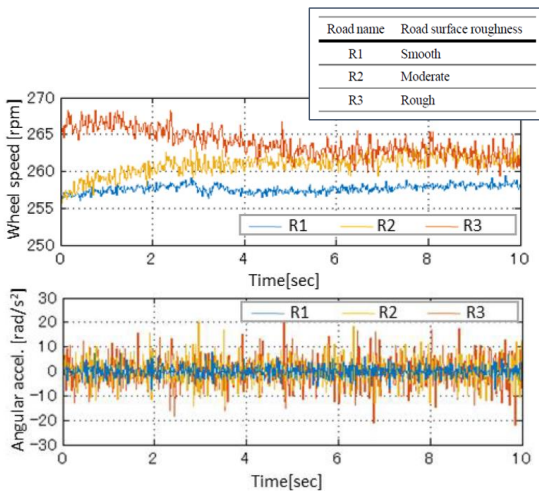 Road name Road surface roughness
R1 Smooth
R2 Moderate
R3 Rough
270
265
260
255
250
Wheel speed [rpm]
R1 R2 R3
0 2 4 6 8 10
Time[sec]
30
20
10
0
-10
-20
-30
Angular accel. [rad/s²]
R1 R2 R3
0 2 4 6 8 10
Time[sec]